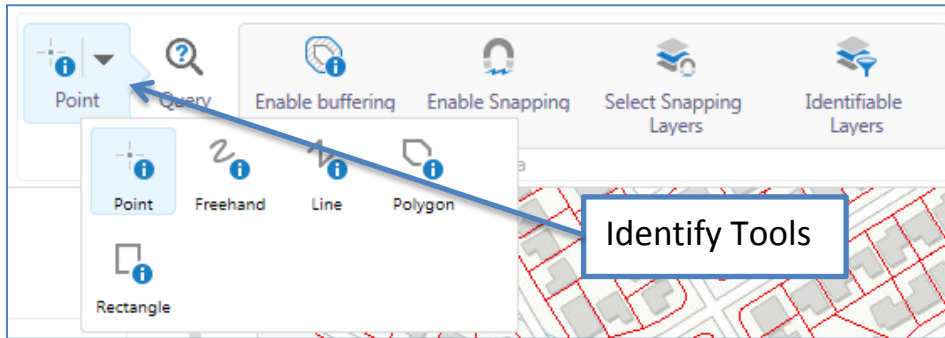 Point
Query
Enable buffering
Enable Snapping
Select Snapping
Layers
Identifiable
Layers
a
Point
Freehand
Line
Polygon
Rectangle
Identify Tools